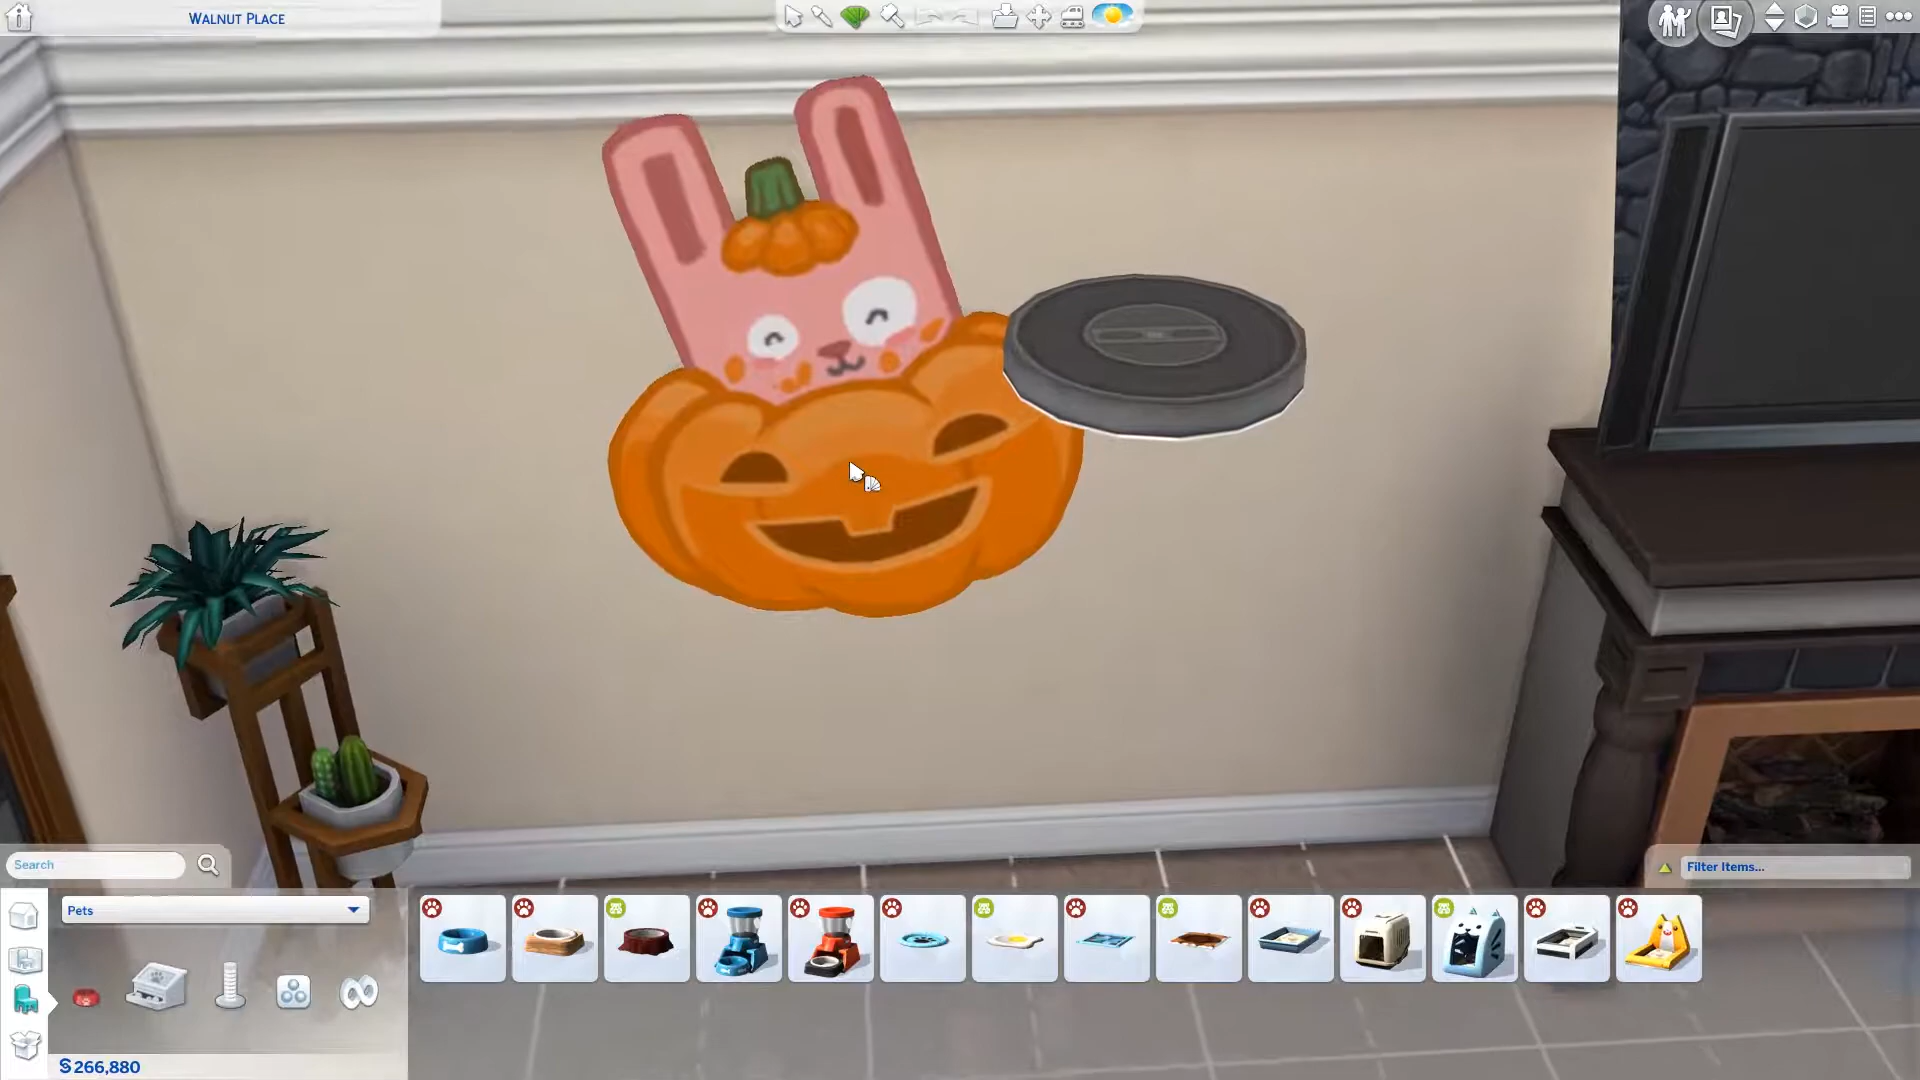 WALNUT PLACE
Search
Filter Items...
Pets
§266,880